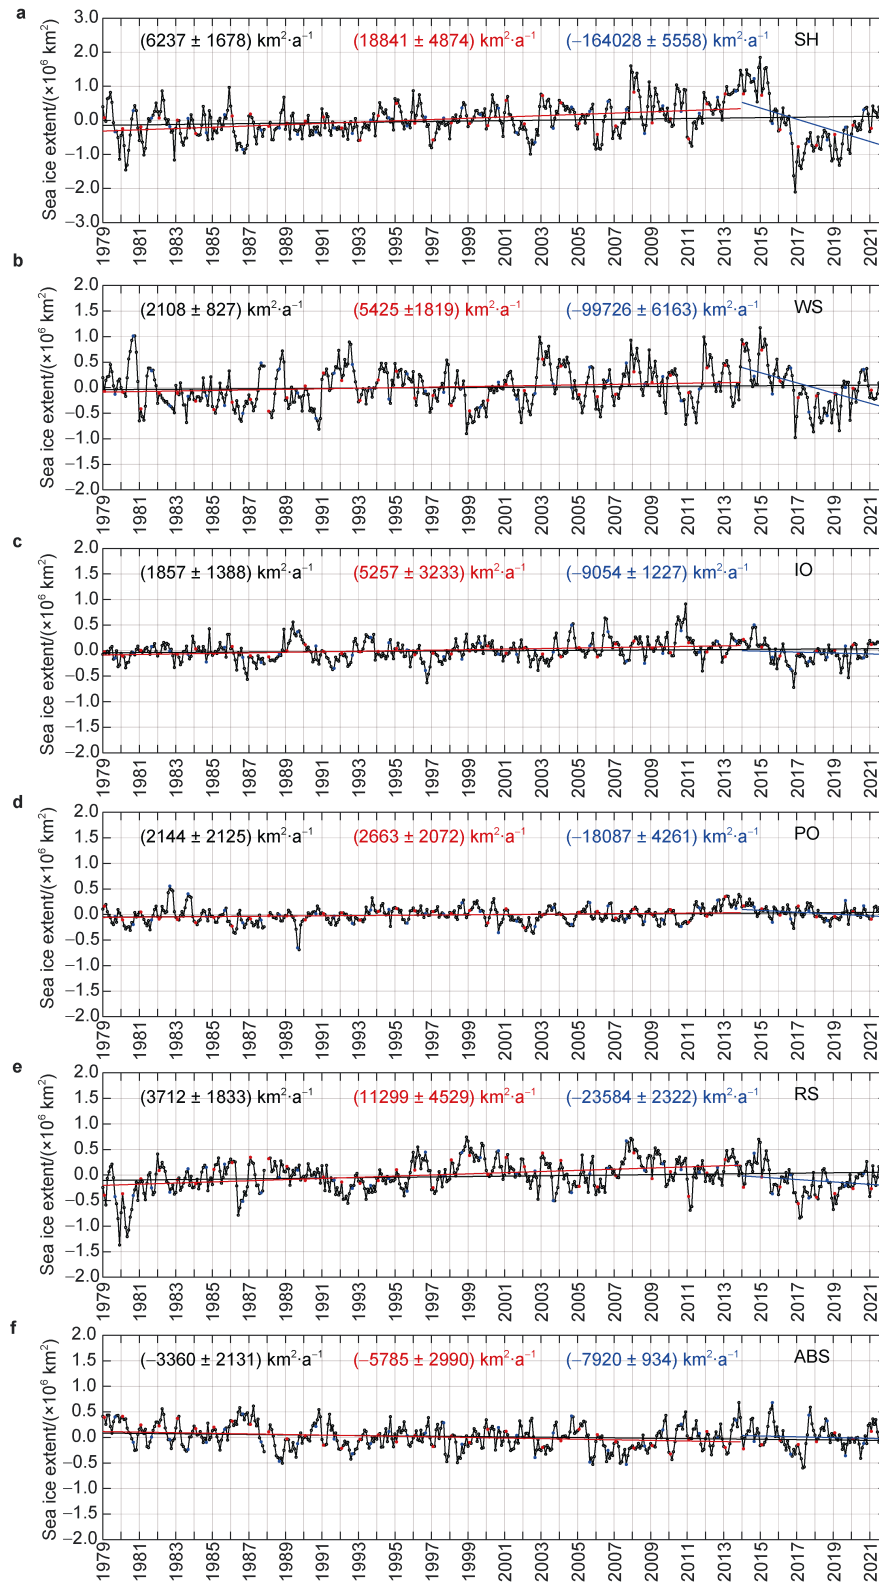 a
(6237 ± 1678) km²·a⁻¹ (18841 ± 4874) km²·a⁻¹ (−164028 ± 5558) km²·a⁻¹ SH
Sea ice extent/(×10⁶ km²)
3.0
2.0
1.0
0.0
−1.0
−2.0
−3.0
1979 1981 1983 1985 1987 1989 1991 1993 1995 1997 1999 2001 2003 2005 2007 2009 2011 2013 2015 2017 2019 2021
b
(2108 ± 827) km²·a⁻¹ (5425 ±1819) km²·a⁻¹ (−99726 ± 6163) km²·a⁻¹ WS
Sea ice extent/(×10⁶ km²)
2.0
1.5
1.0
0.5
0.0
−0.5
−1.0
−1.5
−2.0
1979 1981 1983 1985 1987 1989 1991 1993 1995 1997 1999 2001 2003 2005 2007 2009 2011 2013 2015 2017 2019 2021
c
(1857 ± 1388) km²·a⁻¹ (5257 ± 3233) km²·a⁻¹ (−9054 ± 1227) km²·a⁻¹ IO
Sea ice extent/(×10⁶ km²)
2.0
1.5
1.0
0.5
0.0
−0.5
−1.0
−1.5
−2.0
1979 1981 1983 1985 1987 1989 1991 1993 1995 1997 1999 2001 2003 2005 2007 2009 2011 2013 2015 2017 2019 2021
d
(2144 ± 2125) km²·a⁻¹ (2663 ± 2072) km²·a⁻¹ (−18087 ± 4261) km²·a⁻¹ PO
Sea ice extent/(×10⁶ km²)
2.0
1.5
1.0
0.5
0.0
−0.5
−1.0
−1.5
−2.0
1979 1981 1983 1985 1987 1989 1991 1993 1995 1997 1999 2001 2003 2005 2007 2009 2011 2013 2015 2017 2019 2021
e
(3712 ± 1833) km²·a⁻¹ (11299 ± 4529) km²·a⁻¹ (−23584 ± 2322) km²·a⁻¹ RS
Sea ice extent/(×10⁶ km²)
2.0
1.5
1.0
0.5
0.0
−0.5
−1.0
−1.5
−2.0
1979 1981 1983 1985 1987 1989 1991 1993 1995 1997 1999 2001 2003 2005 2007 2009 2011 2013 2015 2017 2019 2021
f
(−3360 ± 2131) km²·a⁻¹ (−5785 ± 2990) km²·a⁻¹ (−7920 ± 934) km²·a⁻¹ ABS
Sea ice extent/(×10⁶ km²)
2.0
1.5
1.0
0.5
0.0
−0.5
−1.0
−1.5
−2.0
1979 1981 1983 1985 1987 1989 1991 1993 1995 1997 1999 2001 2003 2005 2007 2009 2011 2013 2015 2017 2019 2021